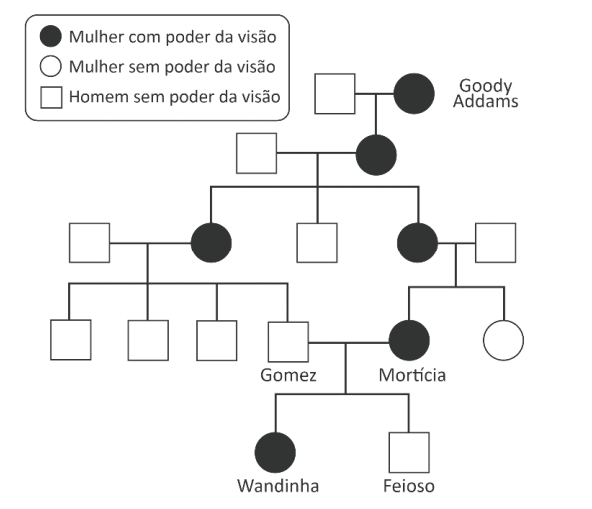 Mulher com poder da visão
Mulher sem poder da visão
Homem sem poder da visão
Goody
Addams
Gomez
Mortícia
Wandinha
Feioso